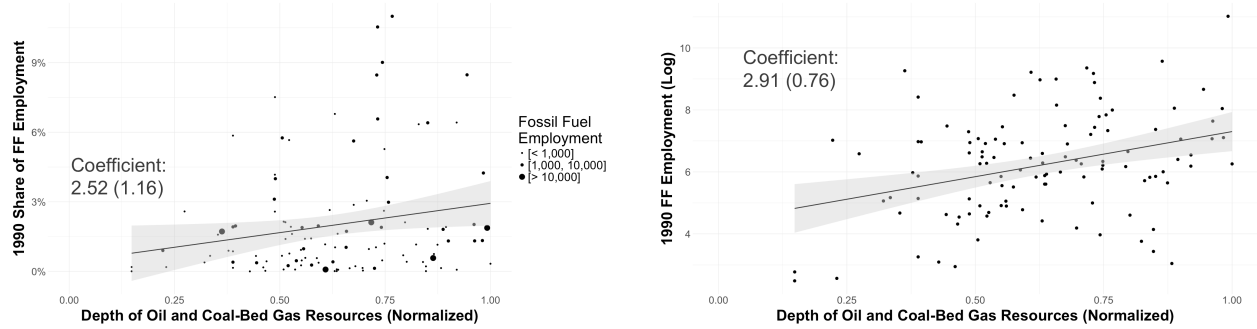 1990 Share of FF Employment
9%
6%
3%
0%
Coefficient:
2.52 (1.16)
0.00 0.25 0.50 0.75 1.00
Depth of Oil and Coal-Bed Gas Resources (Normalized)
Fossil Fuel
Employment
[< 1,000]
[1,000, 10,000]
[> 10,000]
1990 FF Employment (Log)
10
8
6
4
Coefficient:
2.91 (0.76)
0.00 0.25 0.50 0.75 1.00
Depth of Oil and Coal-Bed Gas Resources (Normalized)